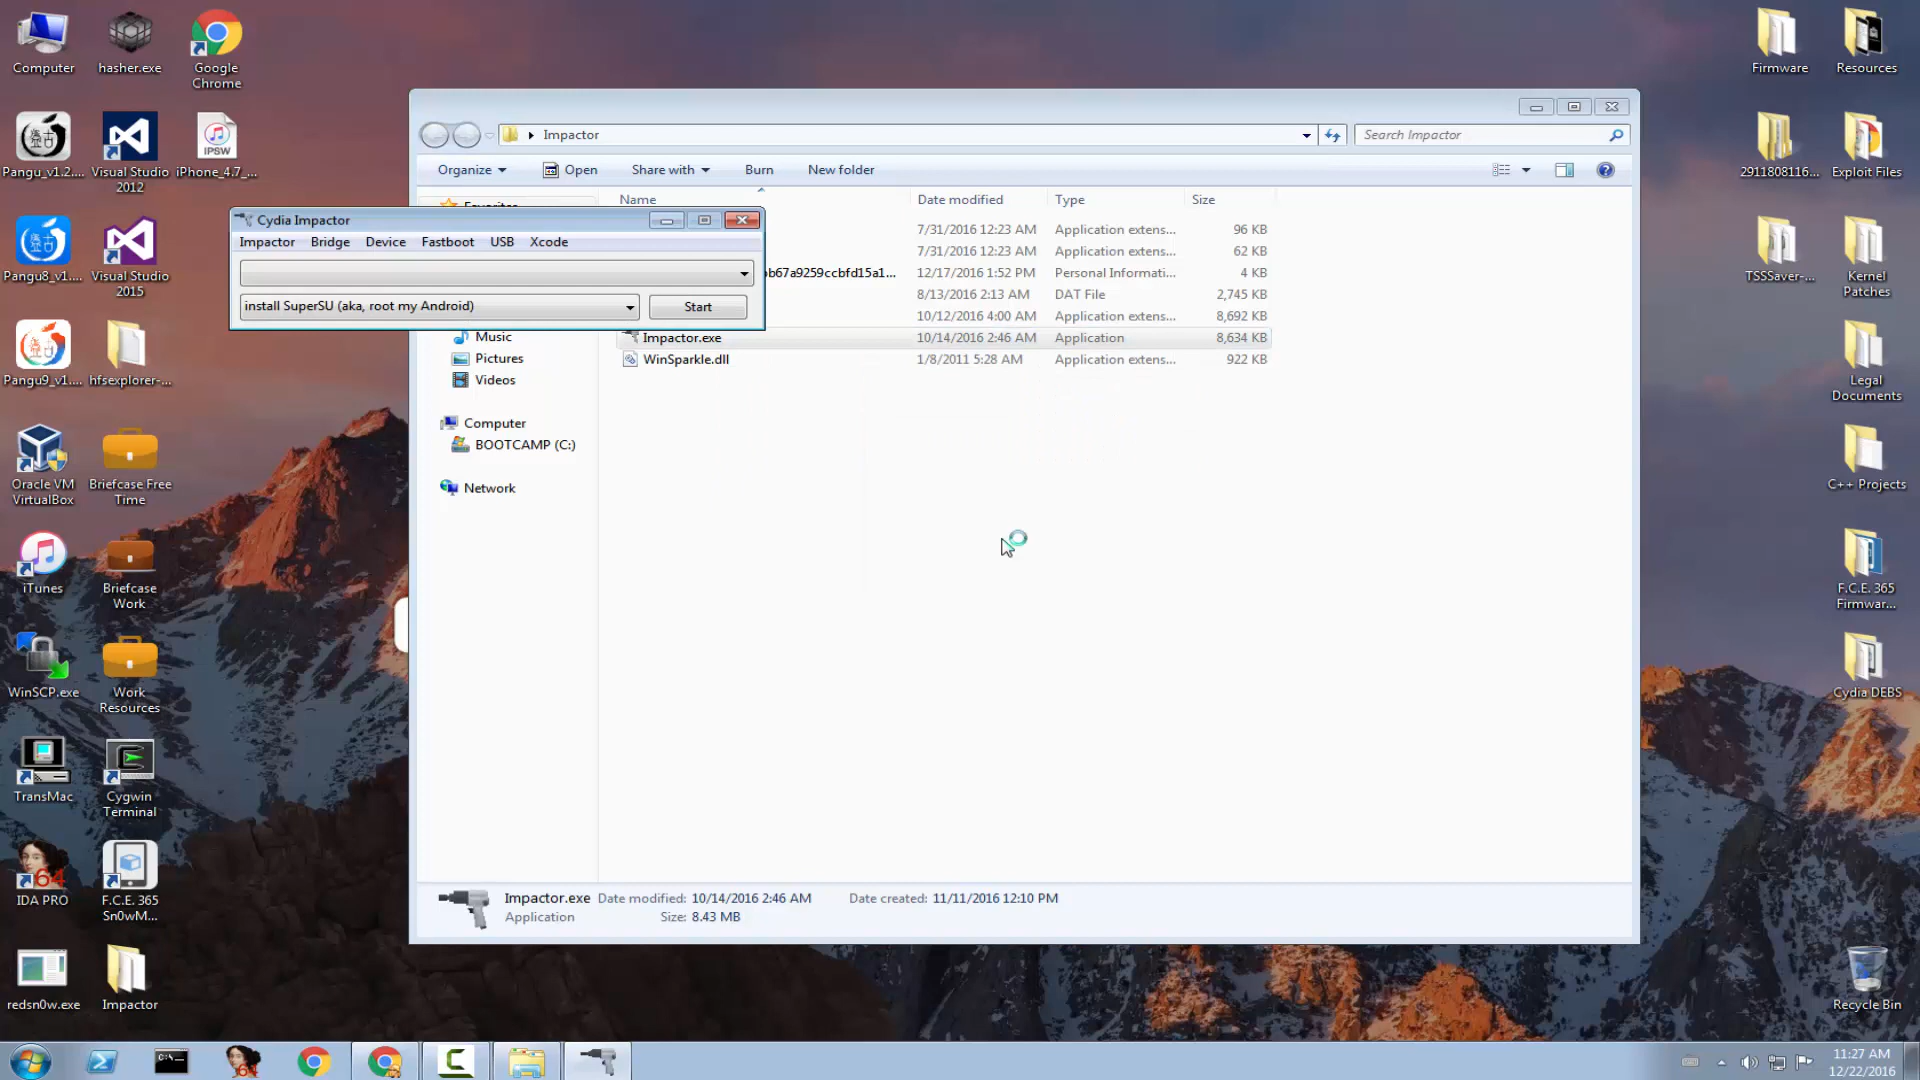 Computer
hasher.exe
Google
Chrome
Firmware
Resources
Pangu_v1.2....
Visual Studio
2012
IPSW
iPhone_4.7_...
2911808116...
Exploit Files
Pangu8_v1....
Visual Studio
2015
TSSSaver-...
Kernel
Patches
Pangu9_v1....
hfsexplorer-...
Legal
Documents
Oracle VM
VirtualBox
Briefcase Free
Time
C++ Projects
iTunes
Briefcase
Work
F.C.E. 365
Firmwar...
WinSCP.exe
Work
Resources
Cydia DEBS
TransMac
Cygwin
Terminal
64
IDA PRO
F.C.E. 365
Sn0wM...
redsn0w.exe
Impactor
Recycle Bin
Impactor
Search Impactor
Organize
Open
Share with
Burn
New folder
Name
Date modified
Type
Size
Favorites
7/31/2016 12:23 AM Application extens... 96 KB
7/31/2016 12:23 AM Application extens... 62 KB
b67a9259ccbfd15a1... 12/17/2016 1:52 PM Personal Informati... 4 KB
8/13/2016 2:13 AM DAT File 2,745 KB
10/12/2016 4:00 AM Application extens... 8,692 KB
Impactor.exe 10/14/2016 2:46 AM Application 8,634 KB
WinSparkle.dll 1/8/2011 5:28 AM Application extens... 922 KB
Cydia Impactor
Impactor Bridge Device Fastboot USB Xcode
install SuperSU (aka, root my Android)
Start
Music
Pictures
Videos
Computer
BOOTCAMP (C:)
Network
Impactor.exe Date modified: 10/14/2016 2:46 AM Date created: 11/11/2016 12:10 PM
Application Size: 8.43 MB
C:\
64
11:27 AM
12/22/2016